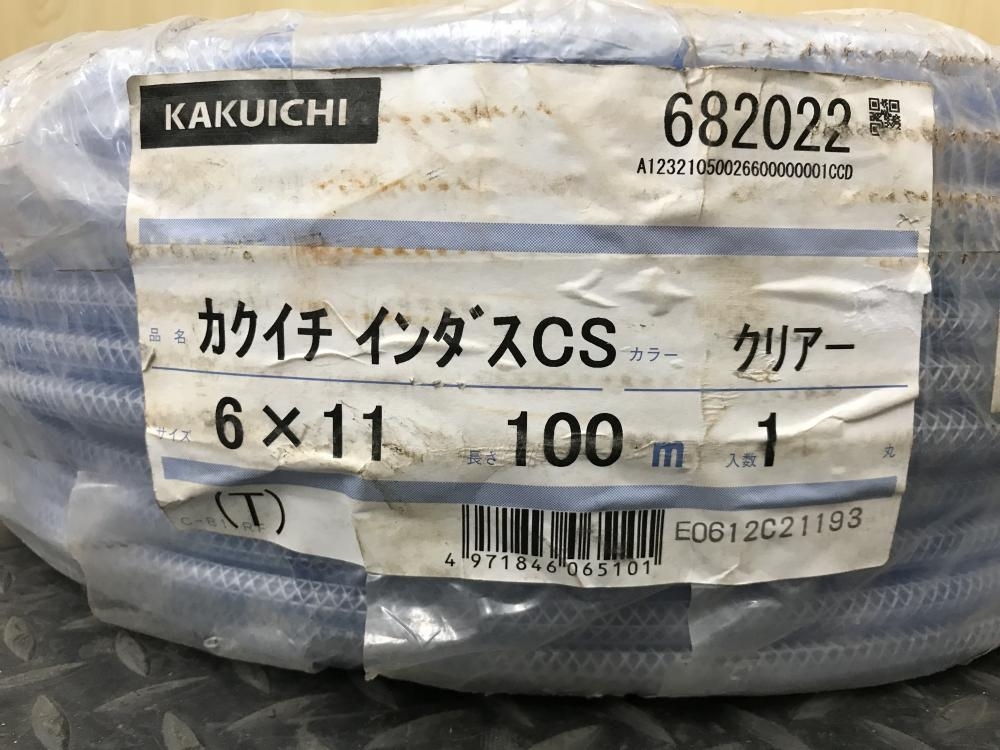 KAKUICHI
682022
A12321050026600000001CCD
品名 カクイチ インダスCS カラー クリアー
サイズ 6×11 長さ 100 m 入数 1 丸
(T)
E0612C21193
4 971846 065101